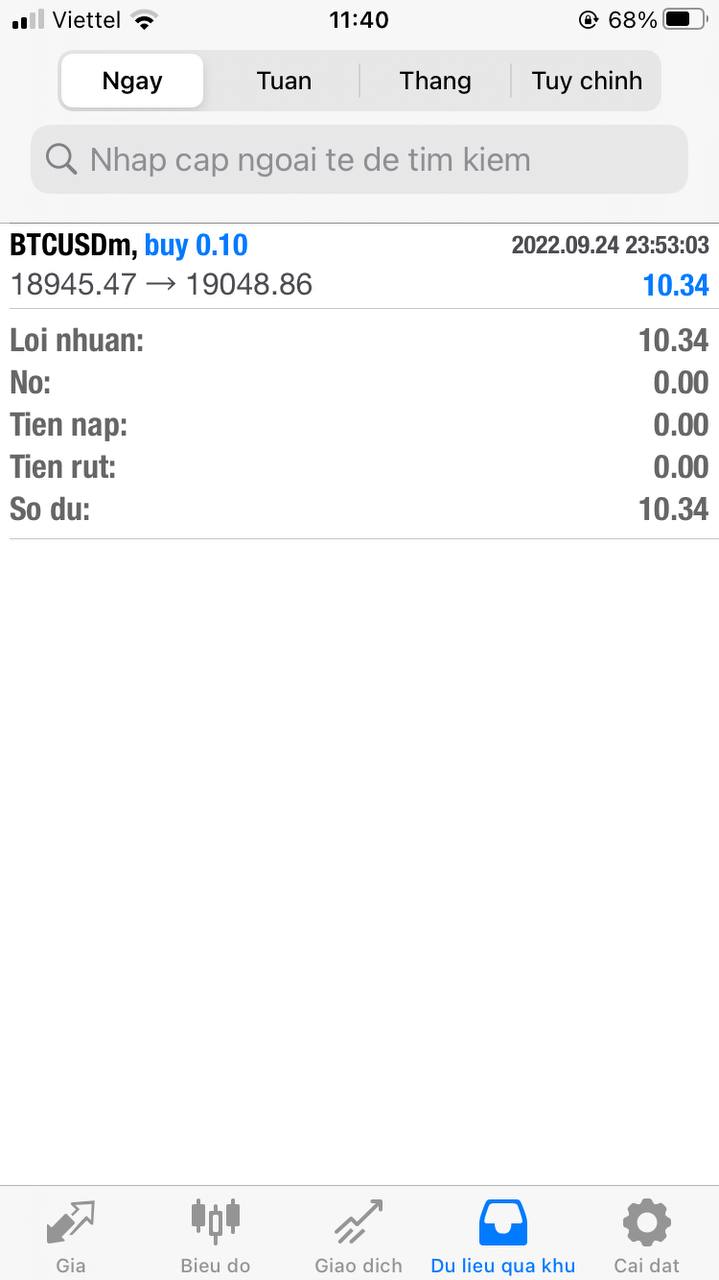 Viettel 11:40 68%
Ngay Tuan Thang Tuy chinh
Nhap cap ngoai te de tim kiem
BTCUSDm, buy 0.10 2022.09.24 23:53:03
18945.47 → 19048.86 10.34
Loi nhuan: 10.34
No: 0.00
Tien nap: 0.00
Tien rut: 0.00
So du: 10.34
Gia Bieu do Giao dich Du lieu qua khu Cai dat